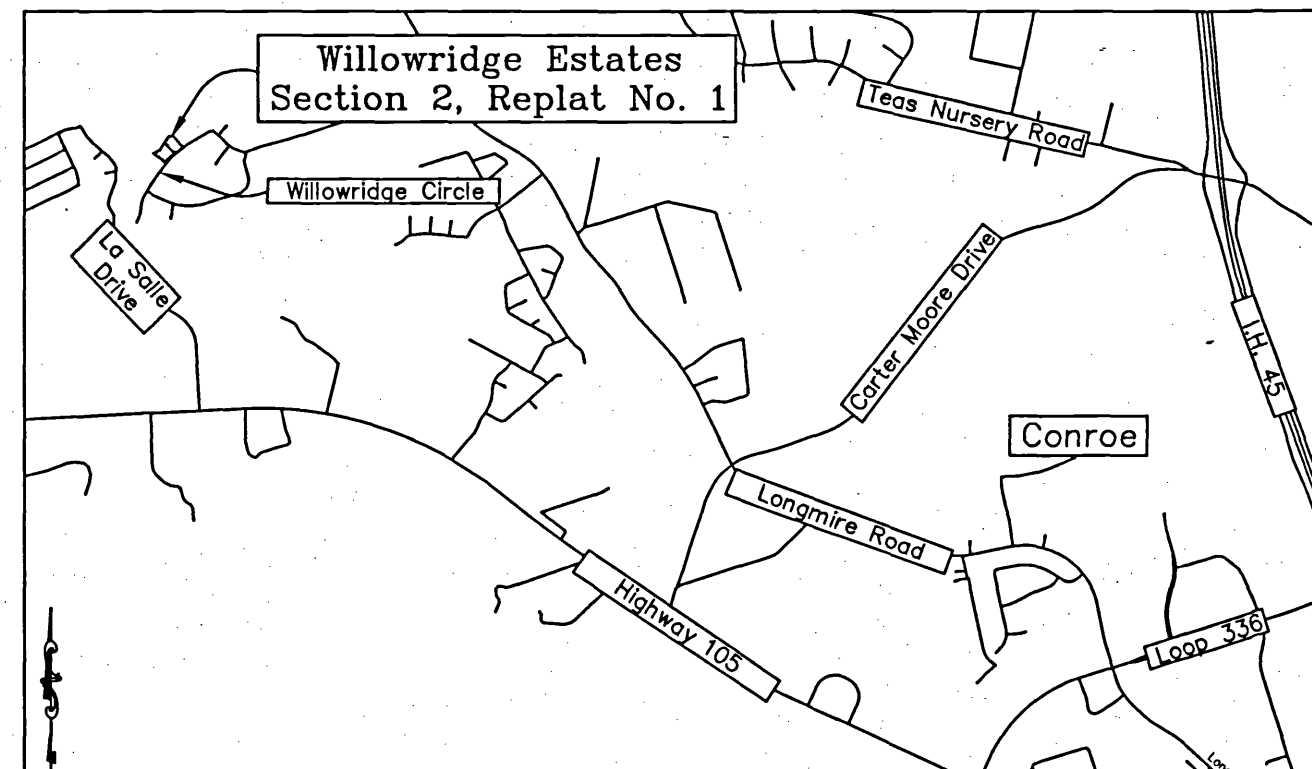 Willowridge Estates
Section 2, Replat No. 1
Teas Nursery Road
Willowridge Circle
La Salle
Drive
Carter Moore Drive
I.H. 45
Conroe
Longmire Road
Highway 105
Loop 336